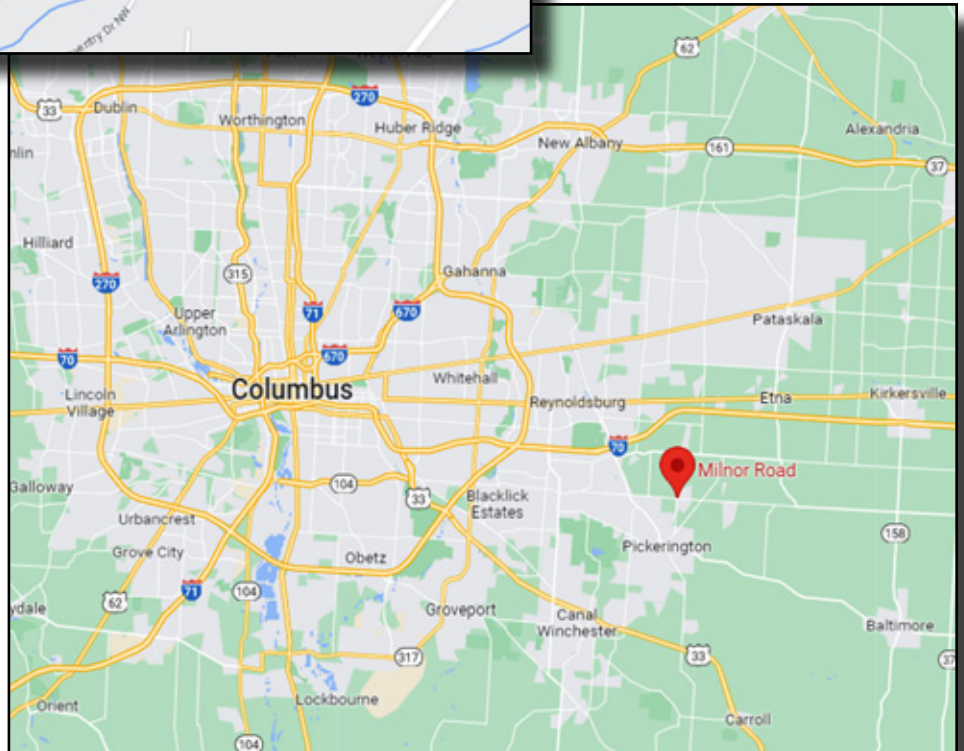 62
270
33
Dublin
Worthington
Huber Ridge
New Albany
161
Alexandria
37
Hilliard
270
315
Gahanna
Upper
Arlington
71
670
Pataskala
70
670
Columbus
Whitehall
Lincoln
Village
Reynoldsburg
Etna
Kirkersville
70
Milnor Road
Galloway
104
33
Blacklick
Estates
Urbancrest
158
Grove City
Obetz
Pickerington
71
104
62
Groveport
Canal
Winchester
Baltimore
317
33
37
Orient
Lockbourne
Carroll
104